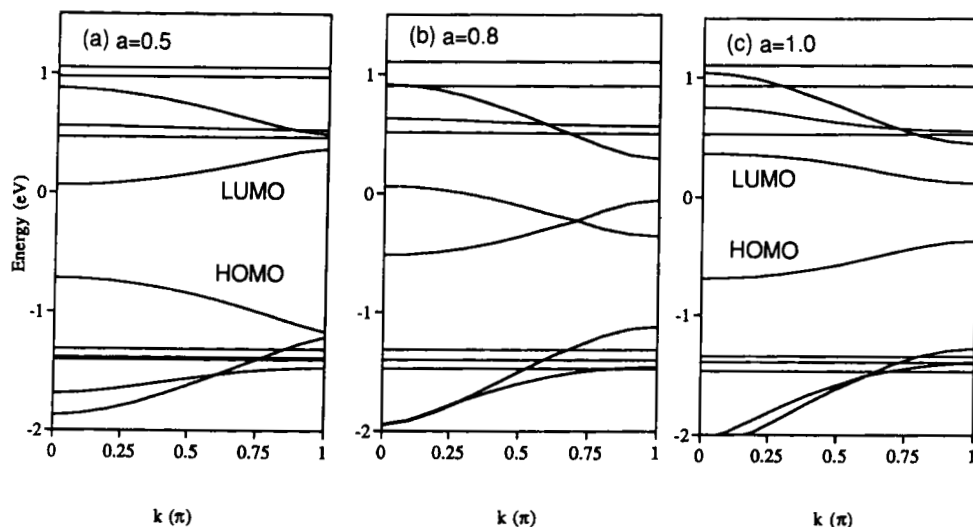 (a) a=0.5
(b) a=0.8
(c) a=1.0
Energy (eV)
1
0
-1
-2
LUMO
HOMO
0 0.25 0.5 0.75 1
k (π)
1
0
-1
-2
0 0.25 0.5 0.75 1
k (π)
1
0
-1
-2
LUMO
HOMO
0 0.25 0.5 0.75 1
k (π)